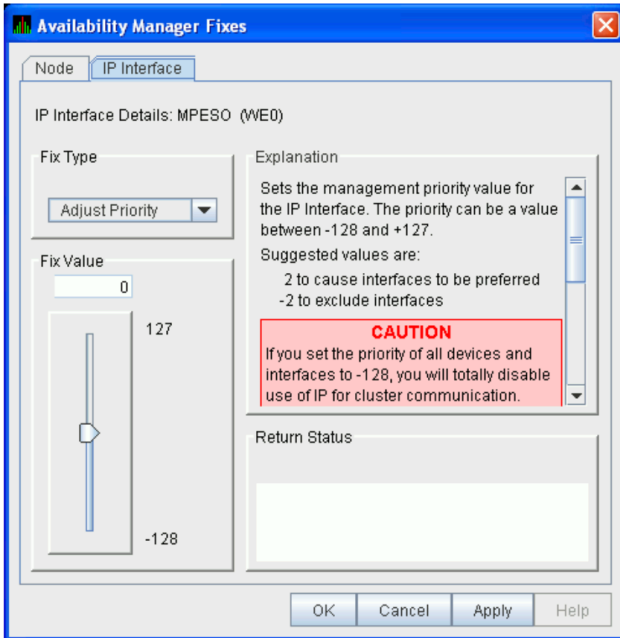 Availability Manager Fixes
Node
IP Interface
IP Interface Details: MPESO (WE0)
Fix Type
Adjust Priority
Fix Value
0
127
-128
Explanation
Sets the management priority value for
the IP Interface. The priority can be a value
between -128 and +127.
Suggested values are:
2 to cause interfaces to be preferred
-2 to exclude interfaces
CAUTION
If you set the priority of all devices and
interfaces to -128, you will totally disable
use of IP for cluster communication.
Return Status
OK
Cancel
Apply
Help